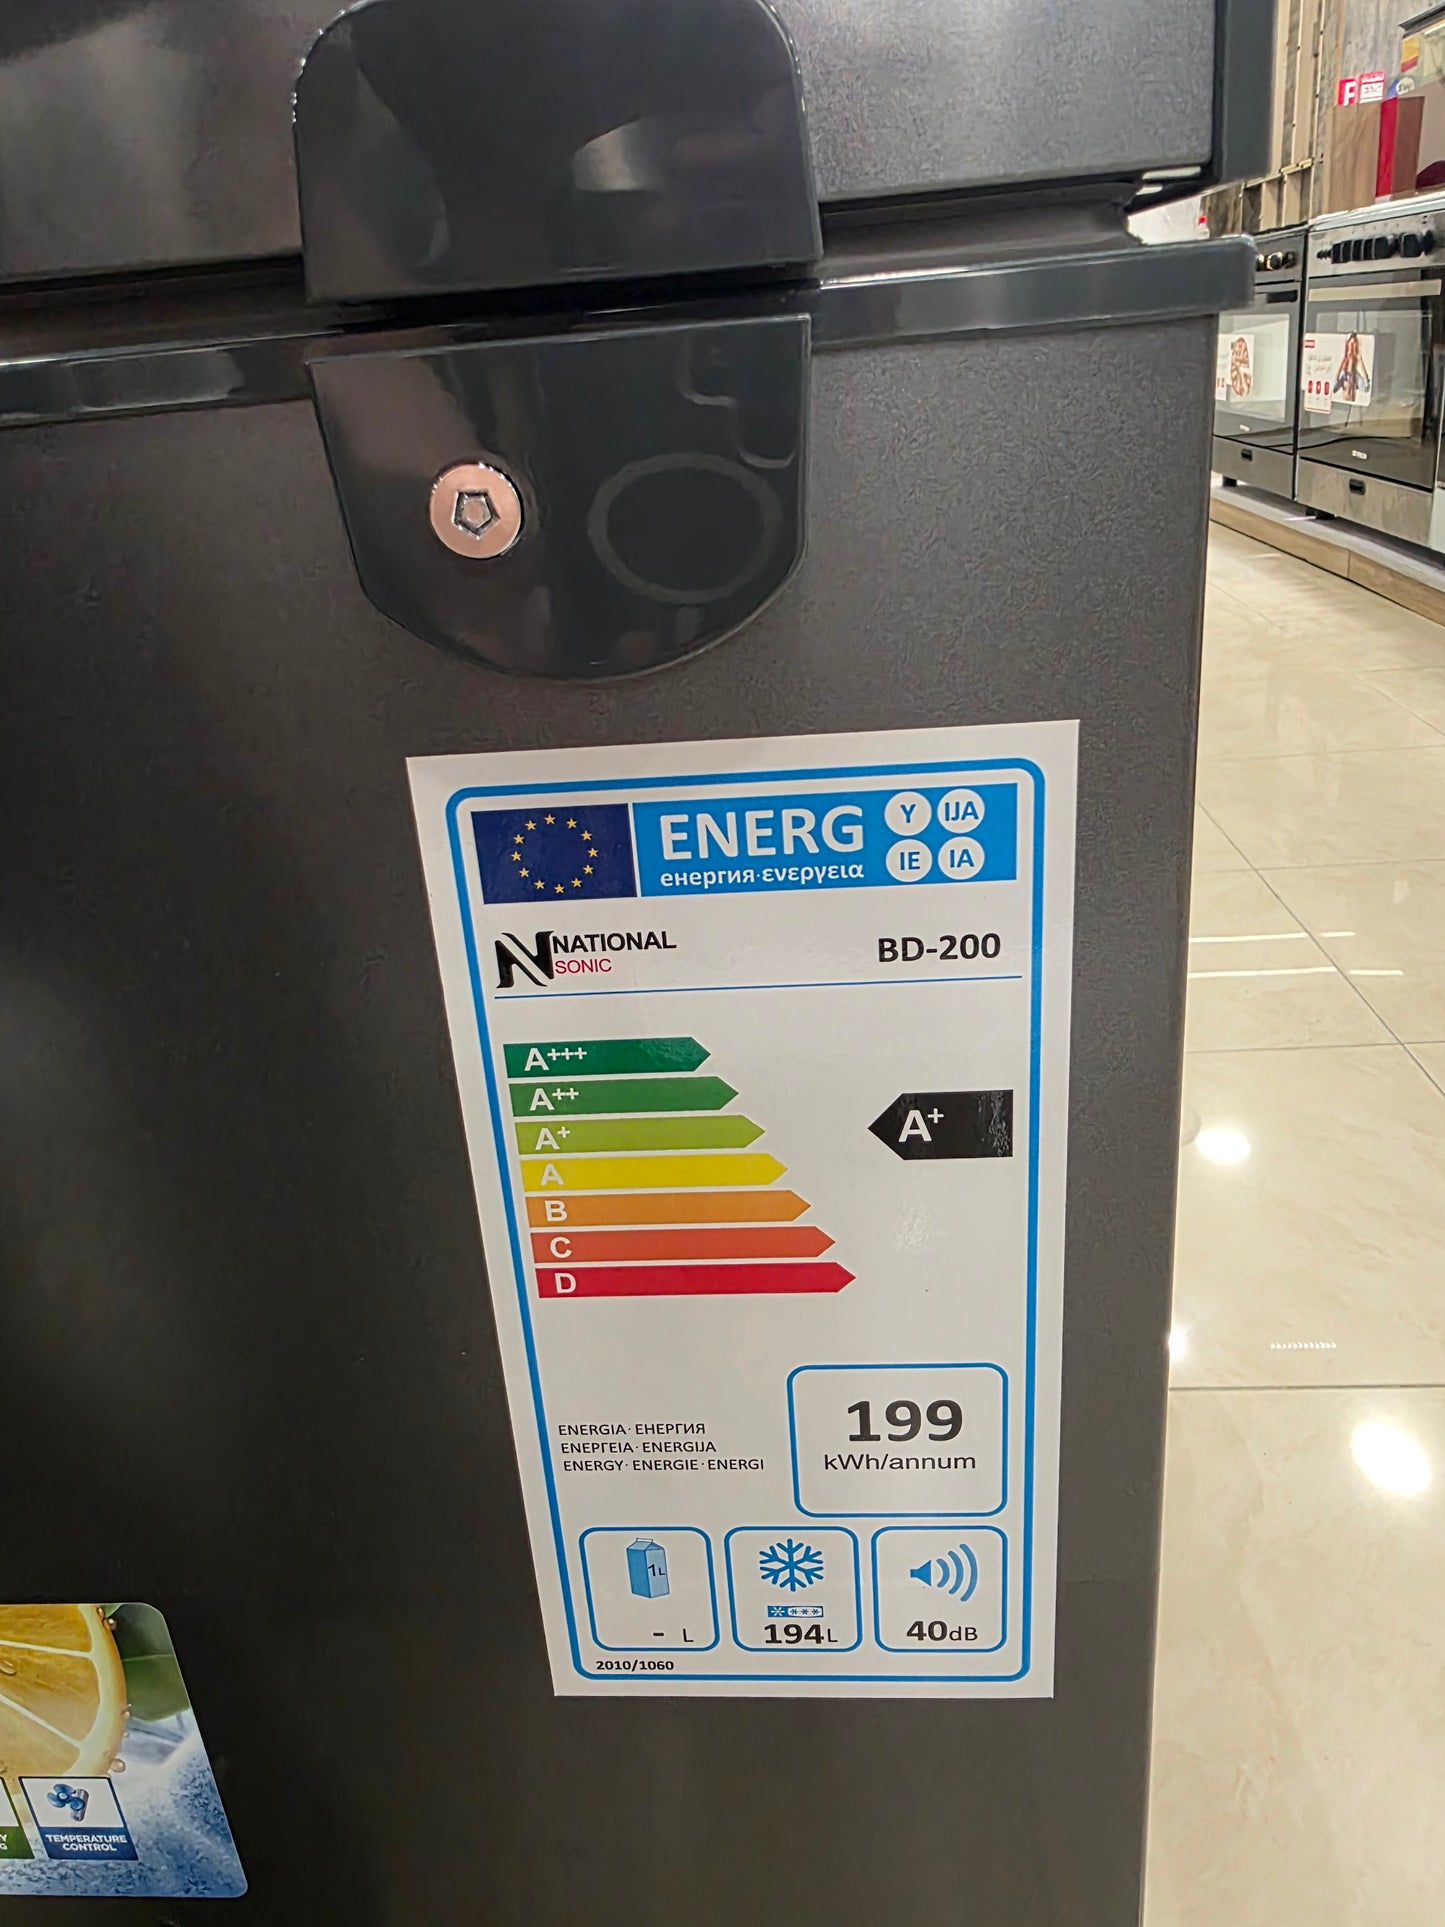 ENERG
енергия·ενεργεια
Y
IJA
IE
IA
NATIONAL
SONIC
BD-200
A+++
A++
A+
A
B
C
D
A+
199
kWh/annum
ENERGIA· ЕНЕРГИЯ
ΕΝΕΡΓΕΙΑ· ENERGIJA
ENERGY· ENERGIE· ENERGI
1L
- L
194L
40dB
2010/1060
TEMPERATURE
CONTROL